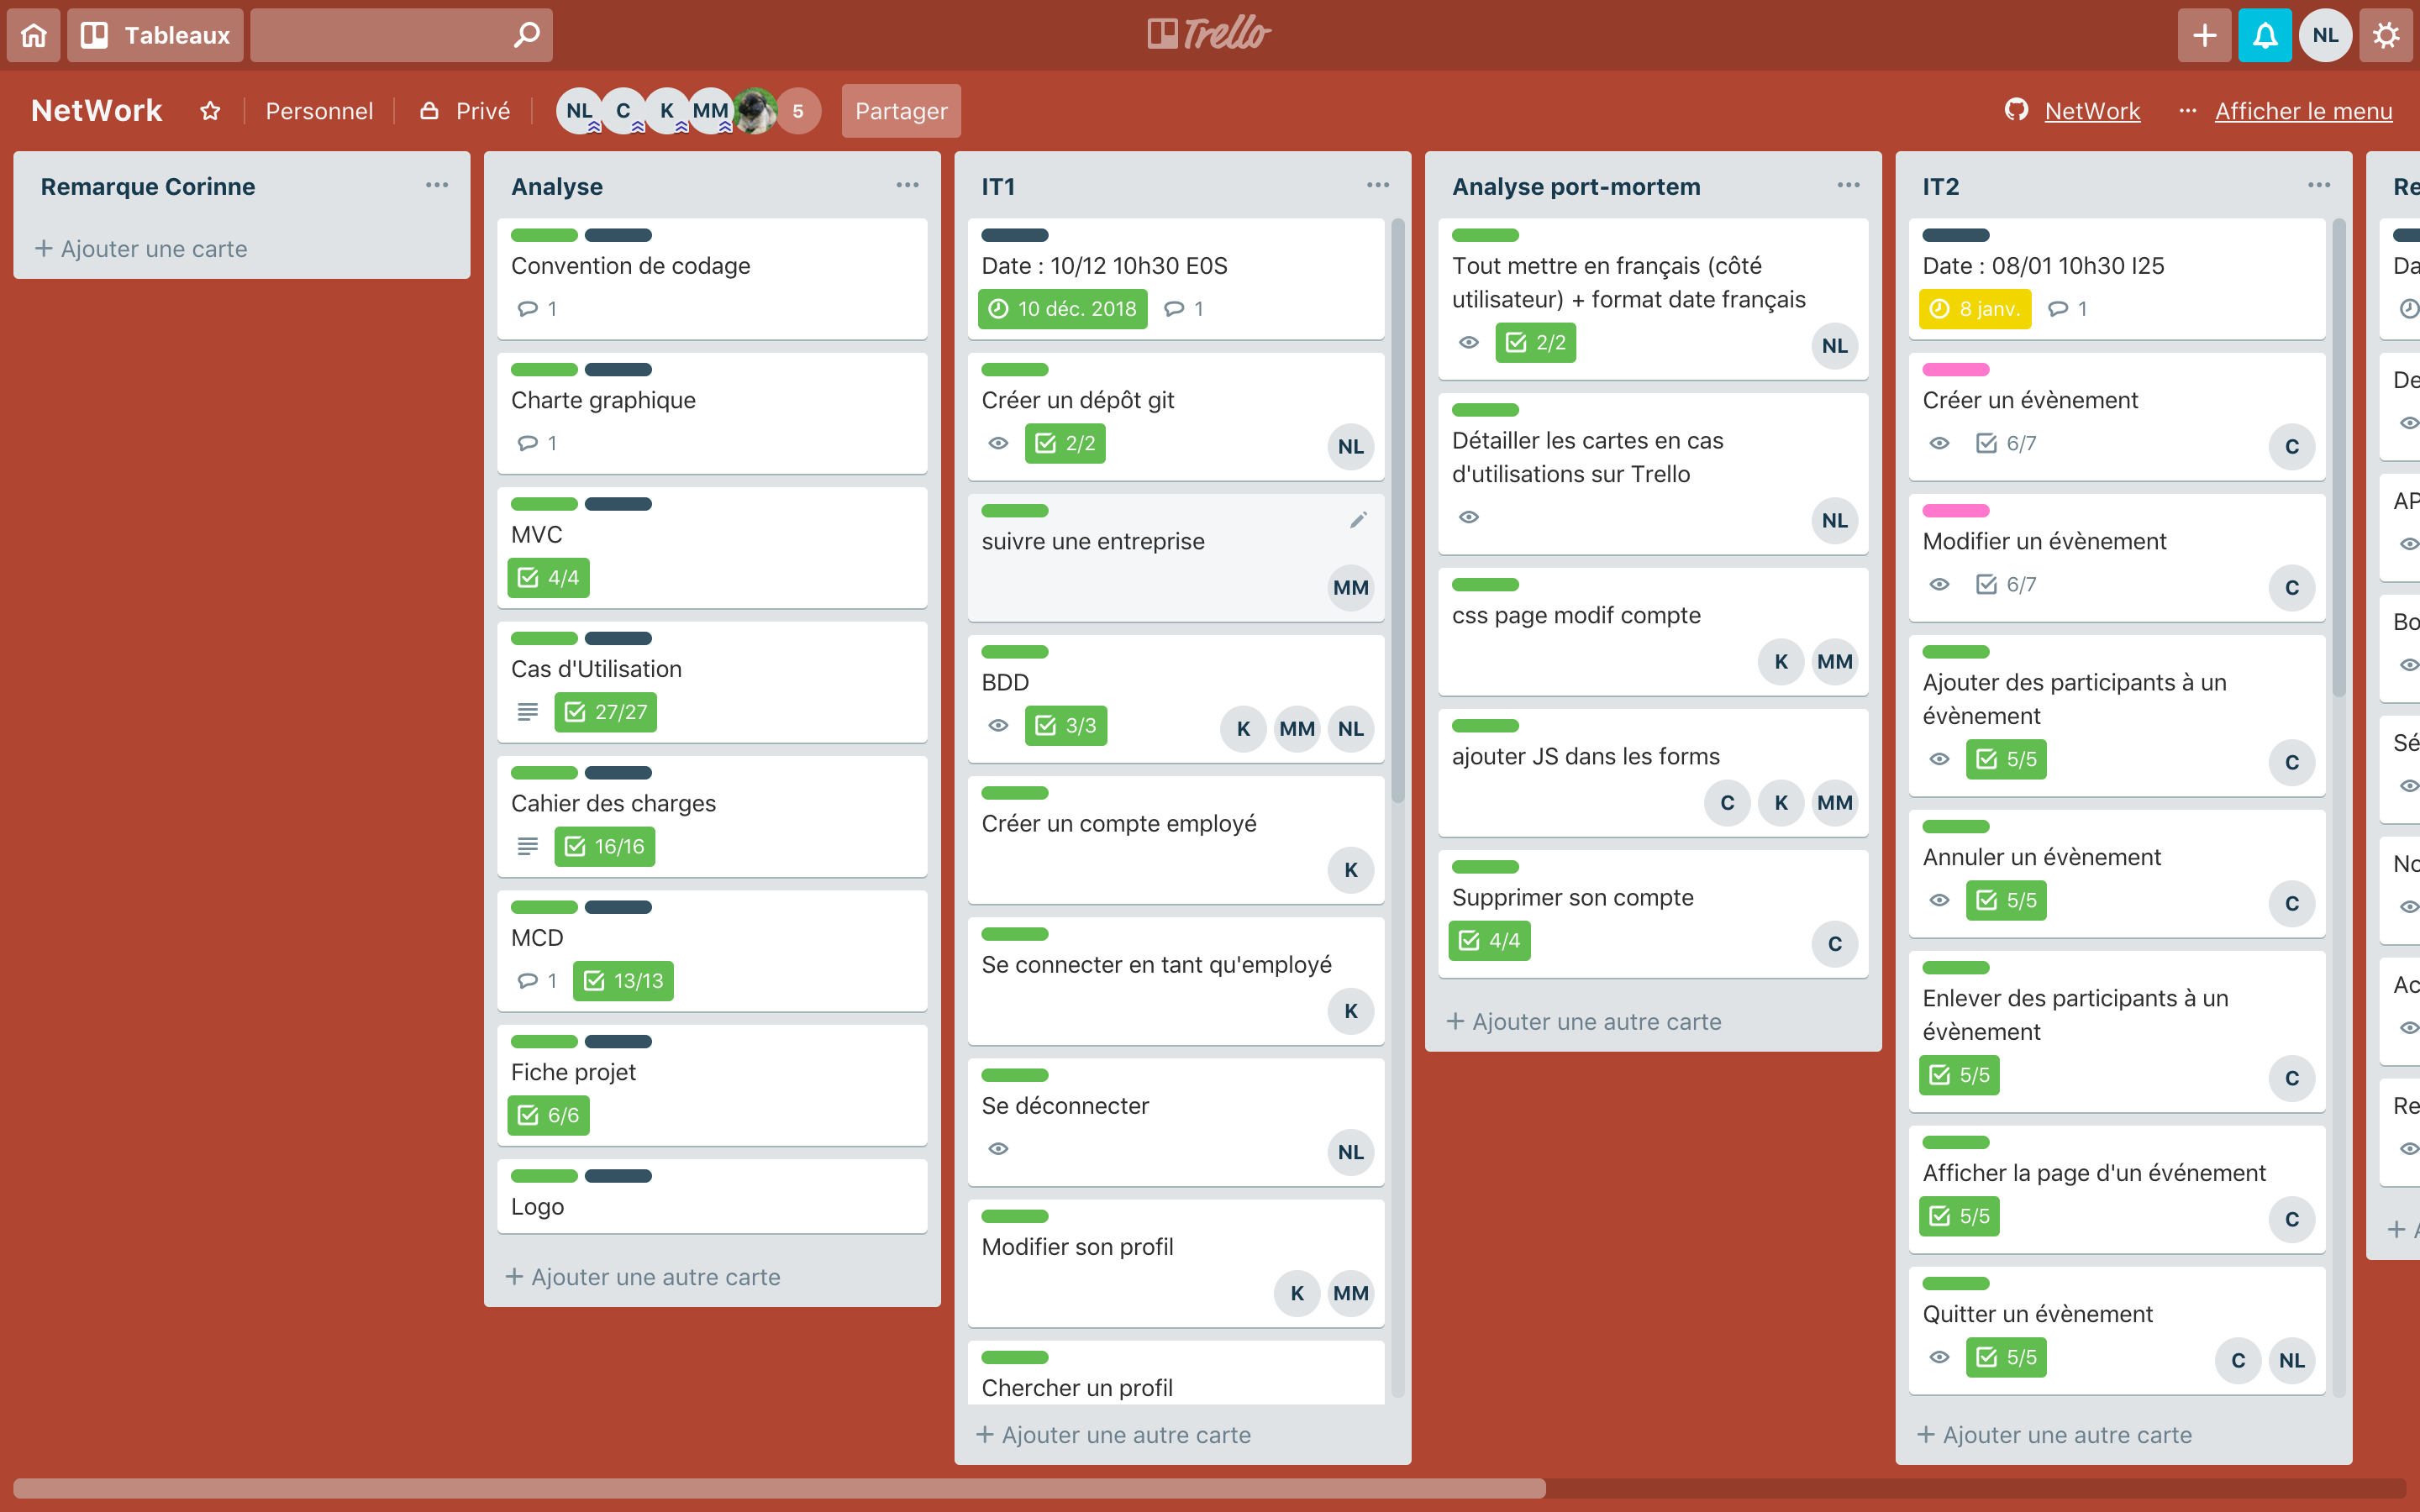 Tableaux
Trello
NL
NetWork
Personnel
Privé
NL C K MM 5
Partager
NetWork
Afficher le menu
Remarque Corinne
Ajouter une carte
Analyse
Convention de codage
1
Charte graphique
1
MVC
4/4
Cas d'Utilisation
27/27
Cahier des charges
16/16
MCD
1 13/13
Fiche projet
6/6
Logo
Ajouter une autre carte
IT1
Date : 10/12 10h30 E0S
10 déc. 2018 1
Créer un dépôt git
2/2 NL
suivre une entreprise
MM
BDD
3/3 K MM NL
Créer un compte employé
K
Se connecter en tant qu'employé
K
Se déconnecter
NL
Modifier son profil
K MM
Chercher un profil
Ajouter une autre carte
Analyse port-mortem
Tout mettre en français (côté
utilisateur) + format date français
2/2 NL
Détailler les cartes en cas
d'utilisations sur Trello
NL
css page modif compte
K MM
ajouter JS dans les forms
C K MM
Supprimer son compte
4/4 C
Ajouter une autre carte
IT2
Date : 08/01 10h30 I25
8 janv. 1
Créer un évènement
6/7 C
Modifier un évènement
6/7 C
Ajouter des participants à un
évènement
5/5 C
Annuler un évènement
5/5 C
Enlever des participants à un
évènement
5/5 C
Afficher la page d'un événement
5/5 C
Quitter un évènement
5/5 C NL
Ajouter une autre carte
Re
Da
De
AP
Bo
Sé
No
Ac
Re